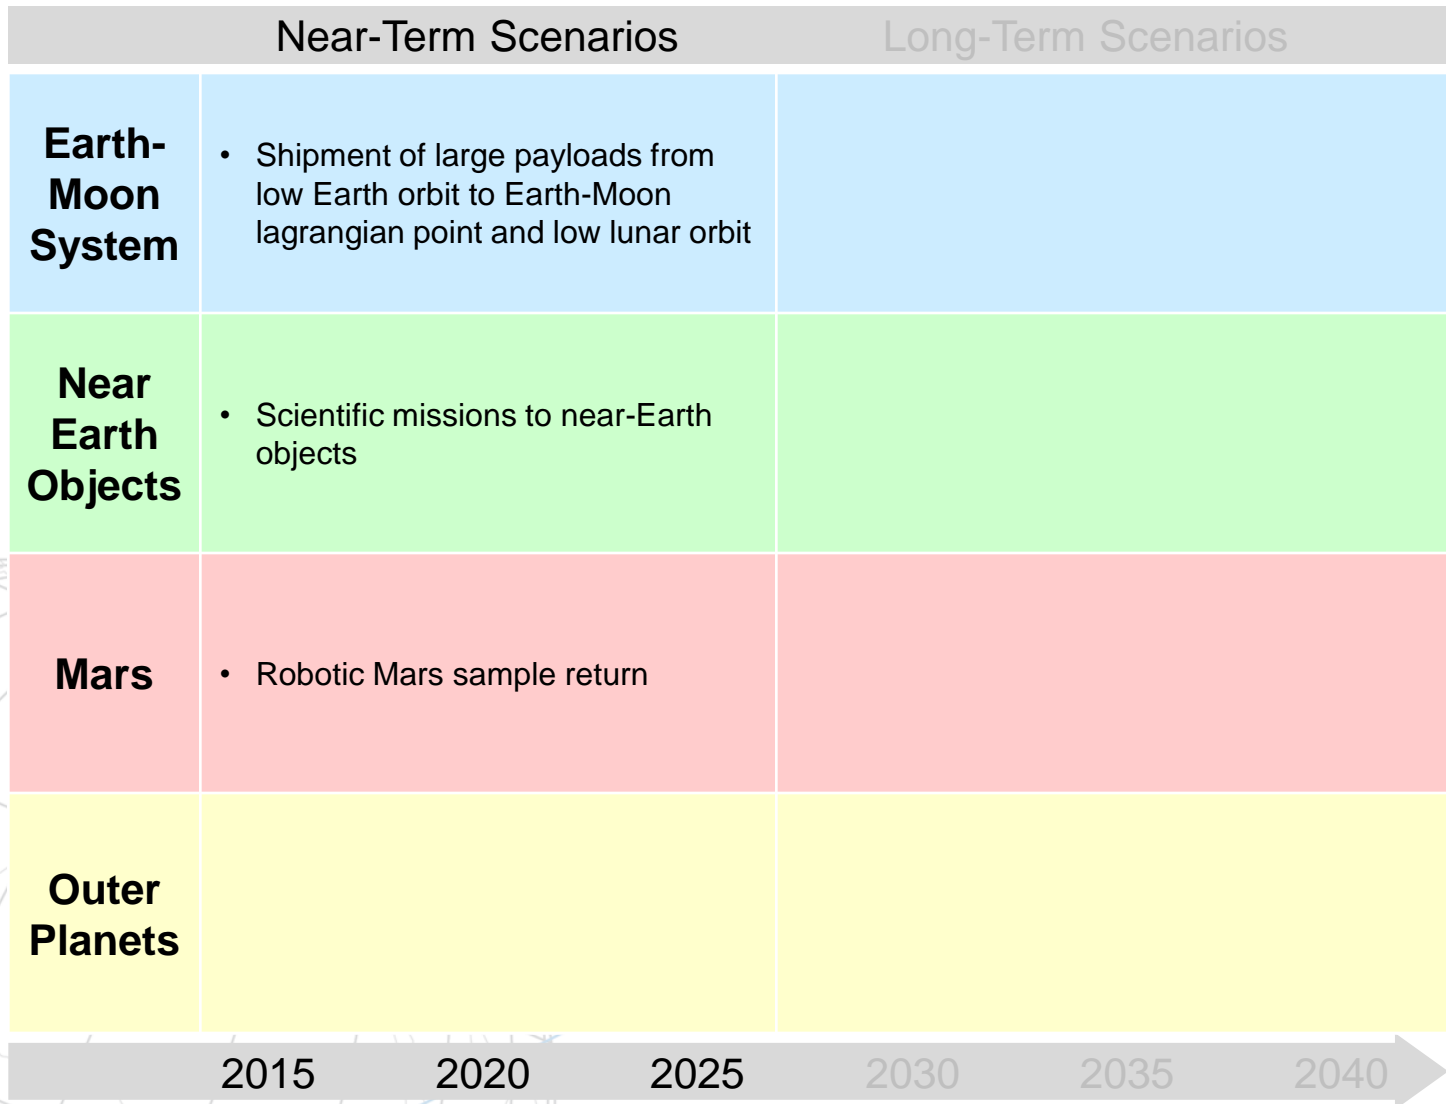 Near-Term Scenarios
Long-Term Scenarios
Earth-
Moon
System
• Shipment of large payloads from
low Earth orbit to Earth-Moon
lagrangian point and low lunar orbit
Near
Earth
Objects
• Scientific missions to near-Earth
objects
Mars
• Robotic Mars sample return
Outer
Planets
2015 2020 2025 2030 2035 2040